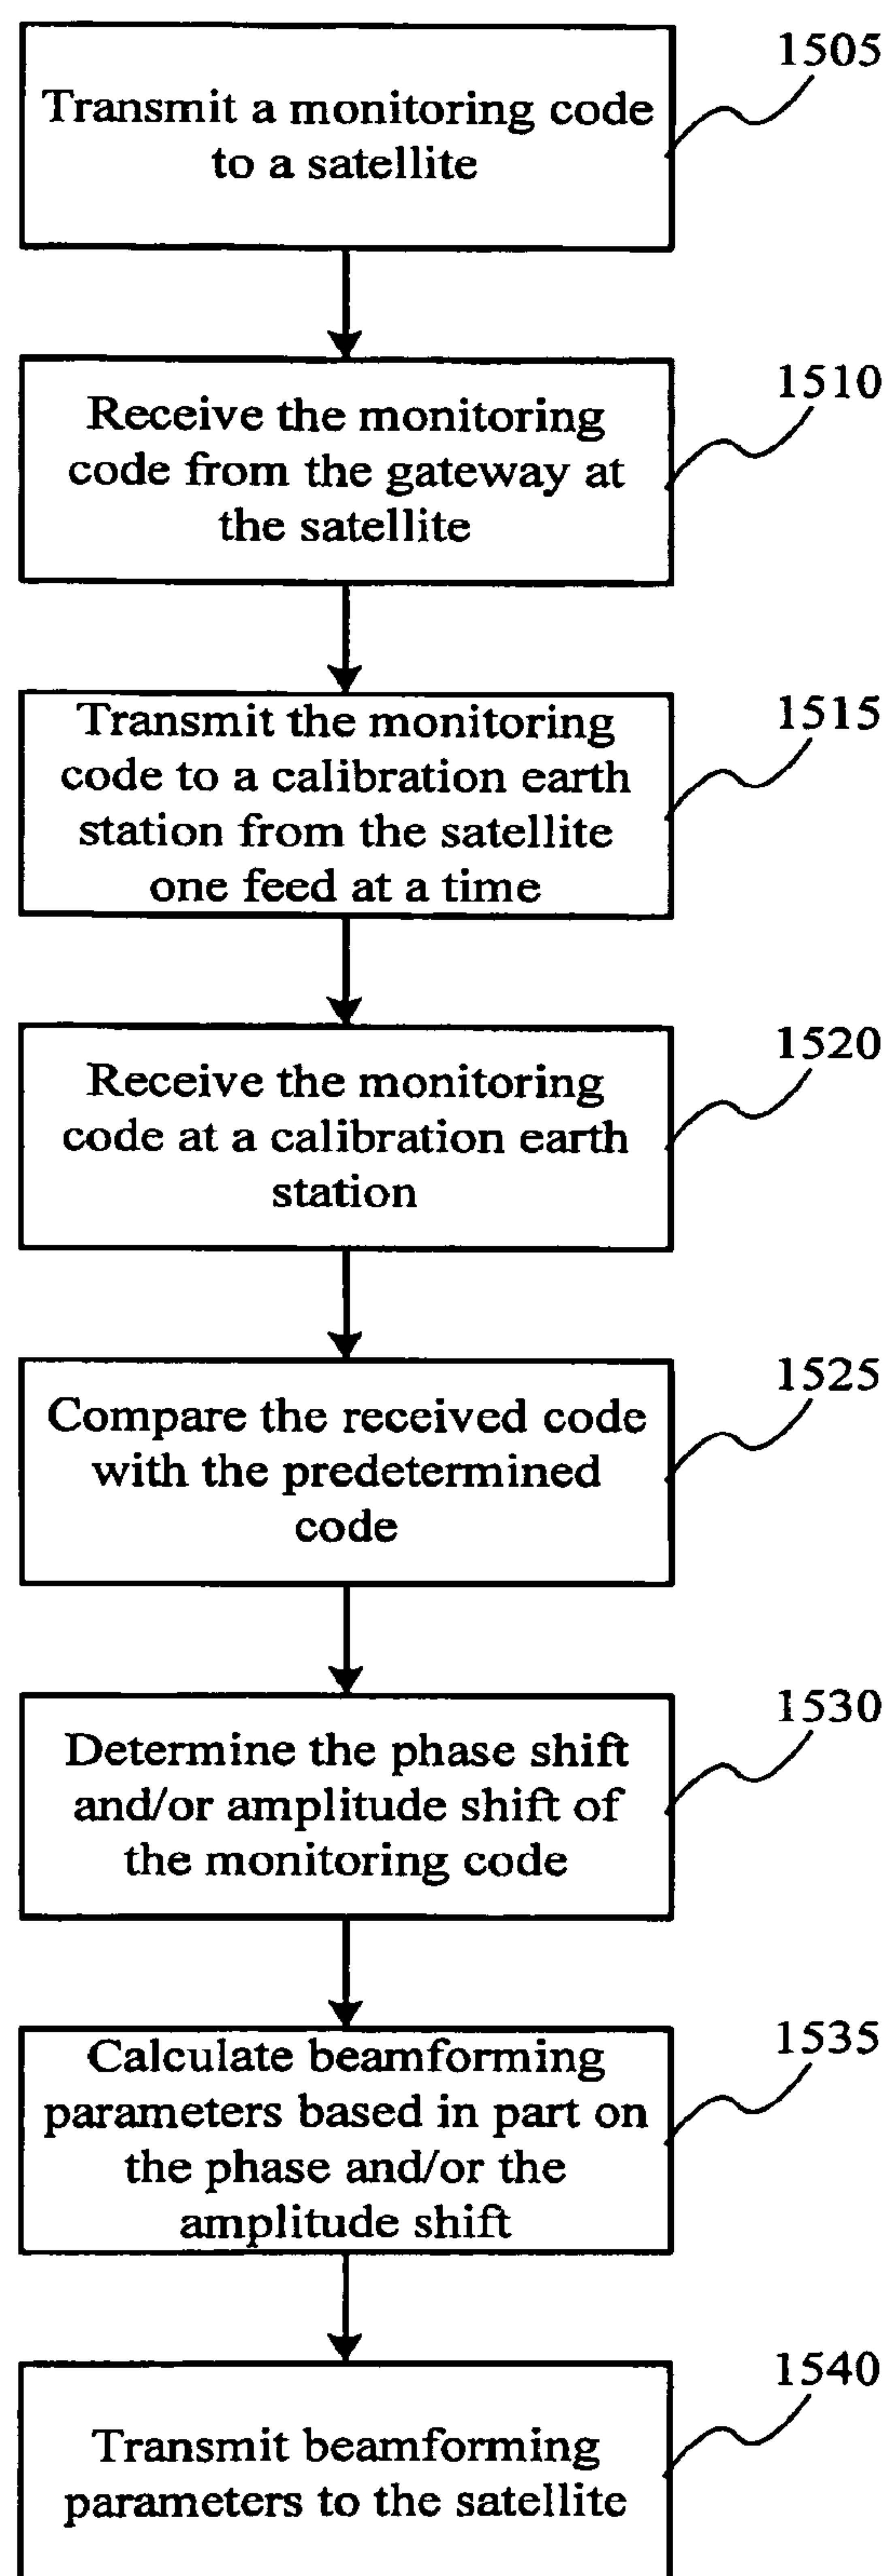 1505
Transmit a monitoring code
to a satellite
1510
Receive the monitoring
code from the gateway at
the satellite
1515
Transmit the monitoring
code to a calibration earth
station from the satellite
one feed at a time
1520
Receive the monitoring
code at a calibration earth
station
1525
Compare the received code
with the predetermined
code
1530
Determine the phase shift
and/or amplitude shift of
the monitoring code
1535
Calculate beamforming
parameters based in part on
the phase and/or the
amplitude shift
1540
Transmit beamforming
parameters to the satellite